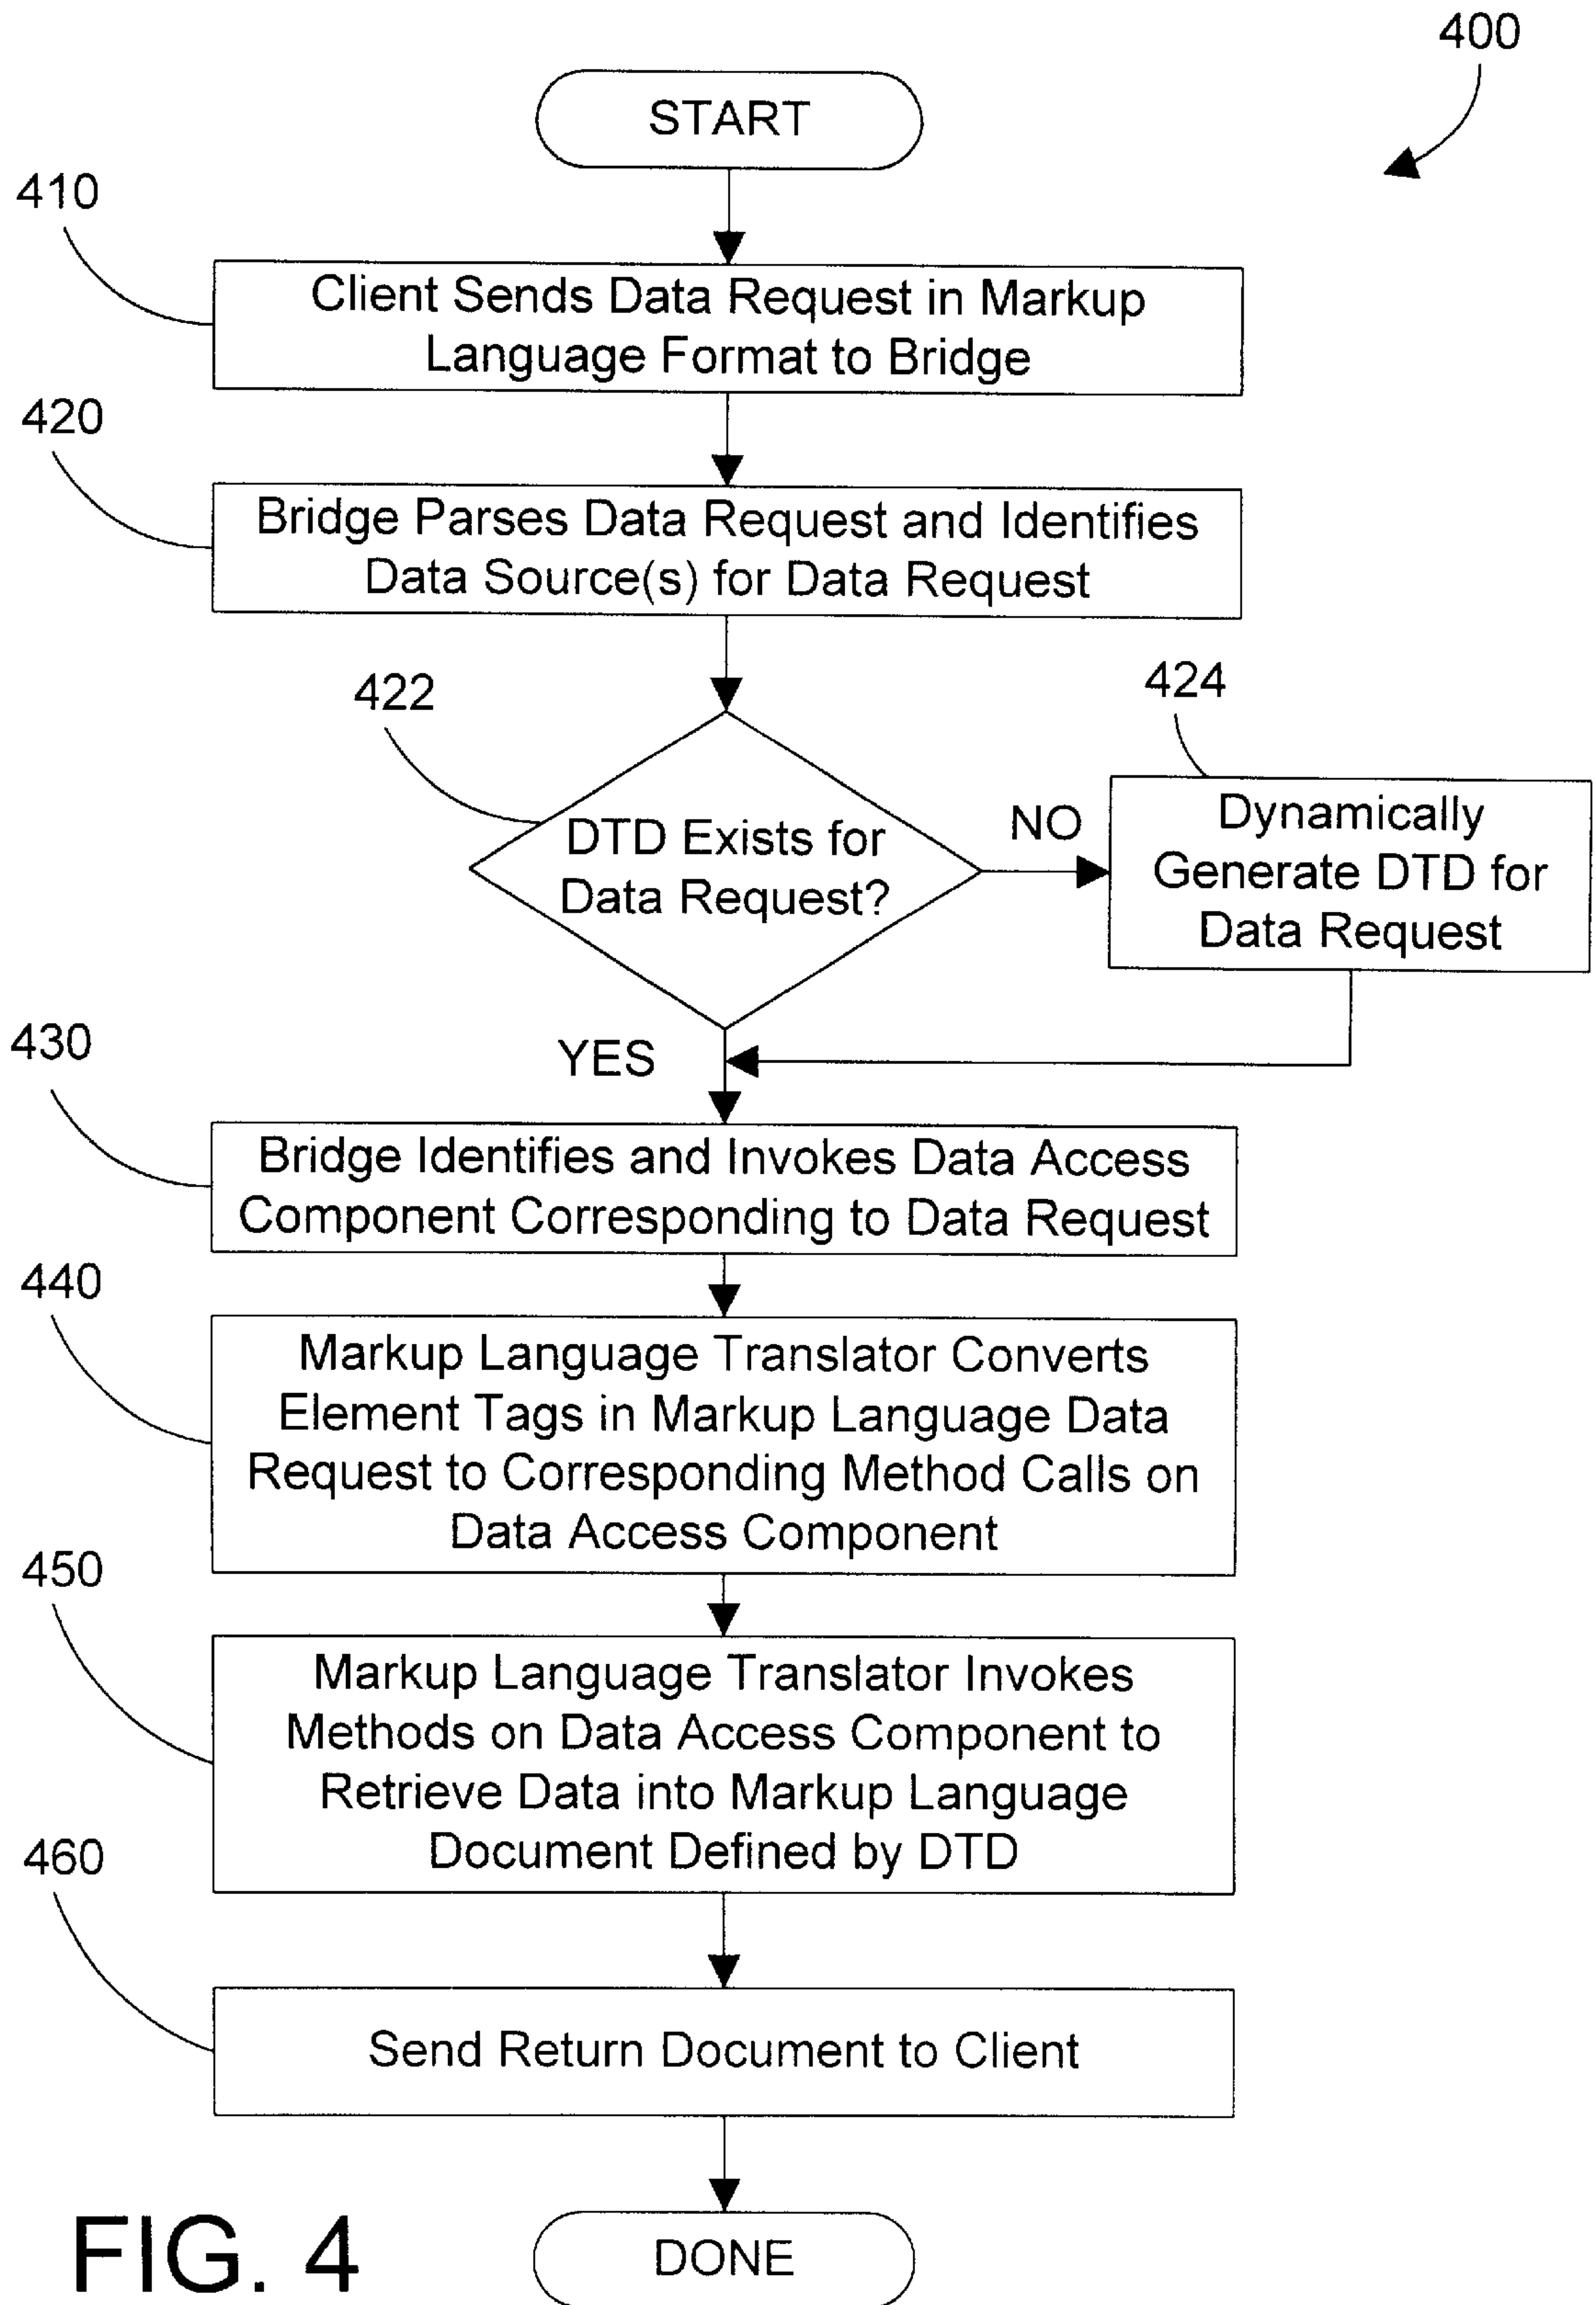 400
START
410
Client Sends Data Request in Markup
Language Format to Bridge
420
Bridge Parses Data Request and Identifies
Data Source(s) for Data Request
422
424
DTD Exists for
Data Request?
NO
Dynamically
Generate DTD for
Data Request
YES
430
Bridge Identifies and Invokes Data Access
Component Corresponding to Data Request
440
Markup Language Translator Converts
Element Tags in Markup Language Data
Request to Corresponding Method Calls on
Data Access Component
450
Markup Language Translator Invokes
Methods on Data Access Component to
Retrieve Data into Markup Language
Document Defined by DTD
460
Send Return Document to Client
DONE
FIG. 4